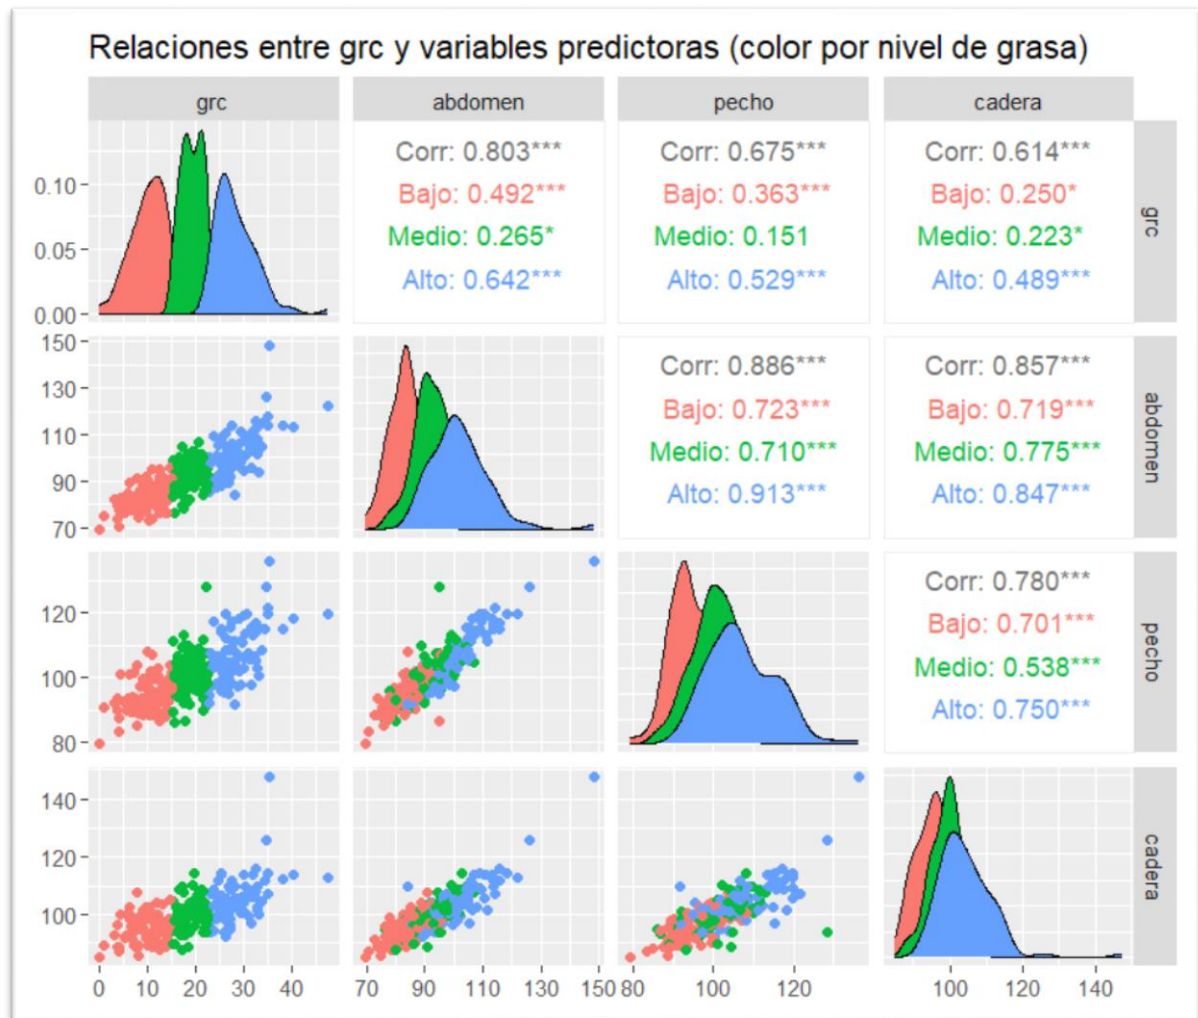 Relaciones entre grc y variables predictoras (color por nivel de grasa)
grc abdomen pecho cadera
0.10
0.05
0.00
Corr: 0.803***
Bajo: 0.492***
Medio: 0.265*
Alto: 0.642***
Corr: 0.675***
Bajo: 0.363***
Medio: 0.151
Alto: 0.529***
Corr: 0.614***
Bajo: 0.250*
Medio: 0.223*
Alto: 0.489***
grc
150
130
110
90
70
Corr: 0.886***
Bajo: 0.723***
Medio: 0.710***
Alto: 0.913***
Corr: 0.857***
Bajo: 0.719***
Medio: 0.775***
Alto: 0.847***
abdomen
120
100
80
Corr: 0.780***
Bajo: 0.701***
Medio: 0.538***
Alto: 0.750***
pecho
140
120
100
cadera
0 10 20 30 40
70 90 110 130 150
80 100 120
100 120 140